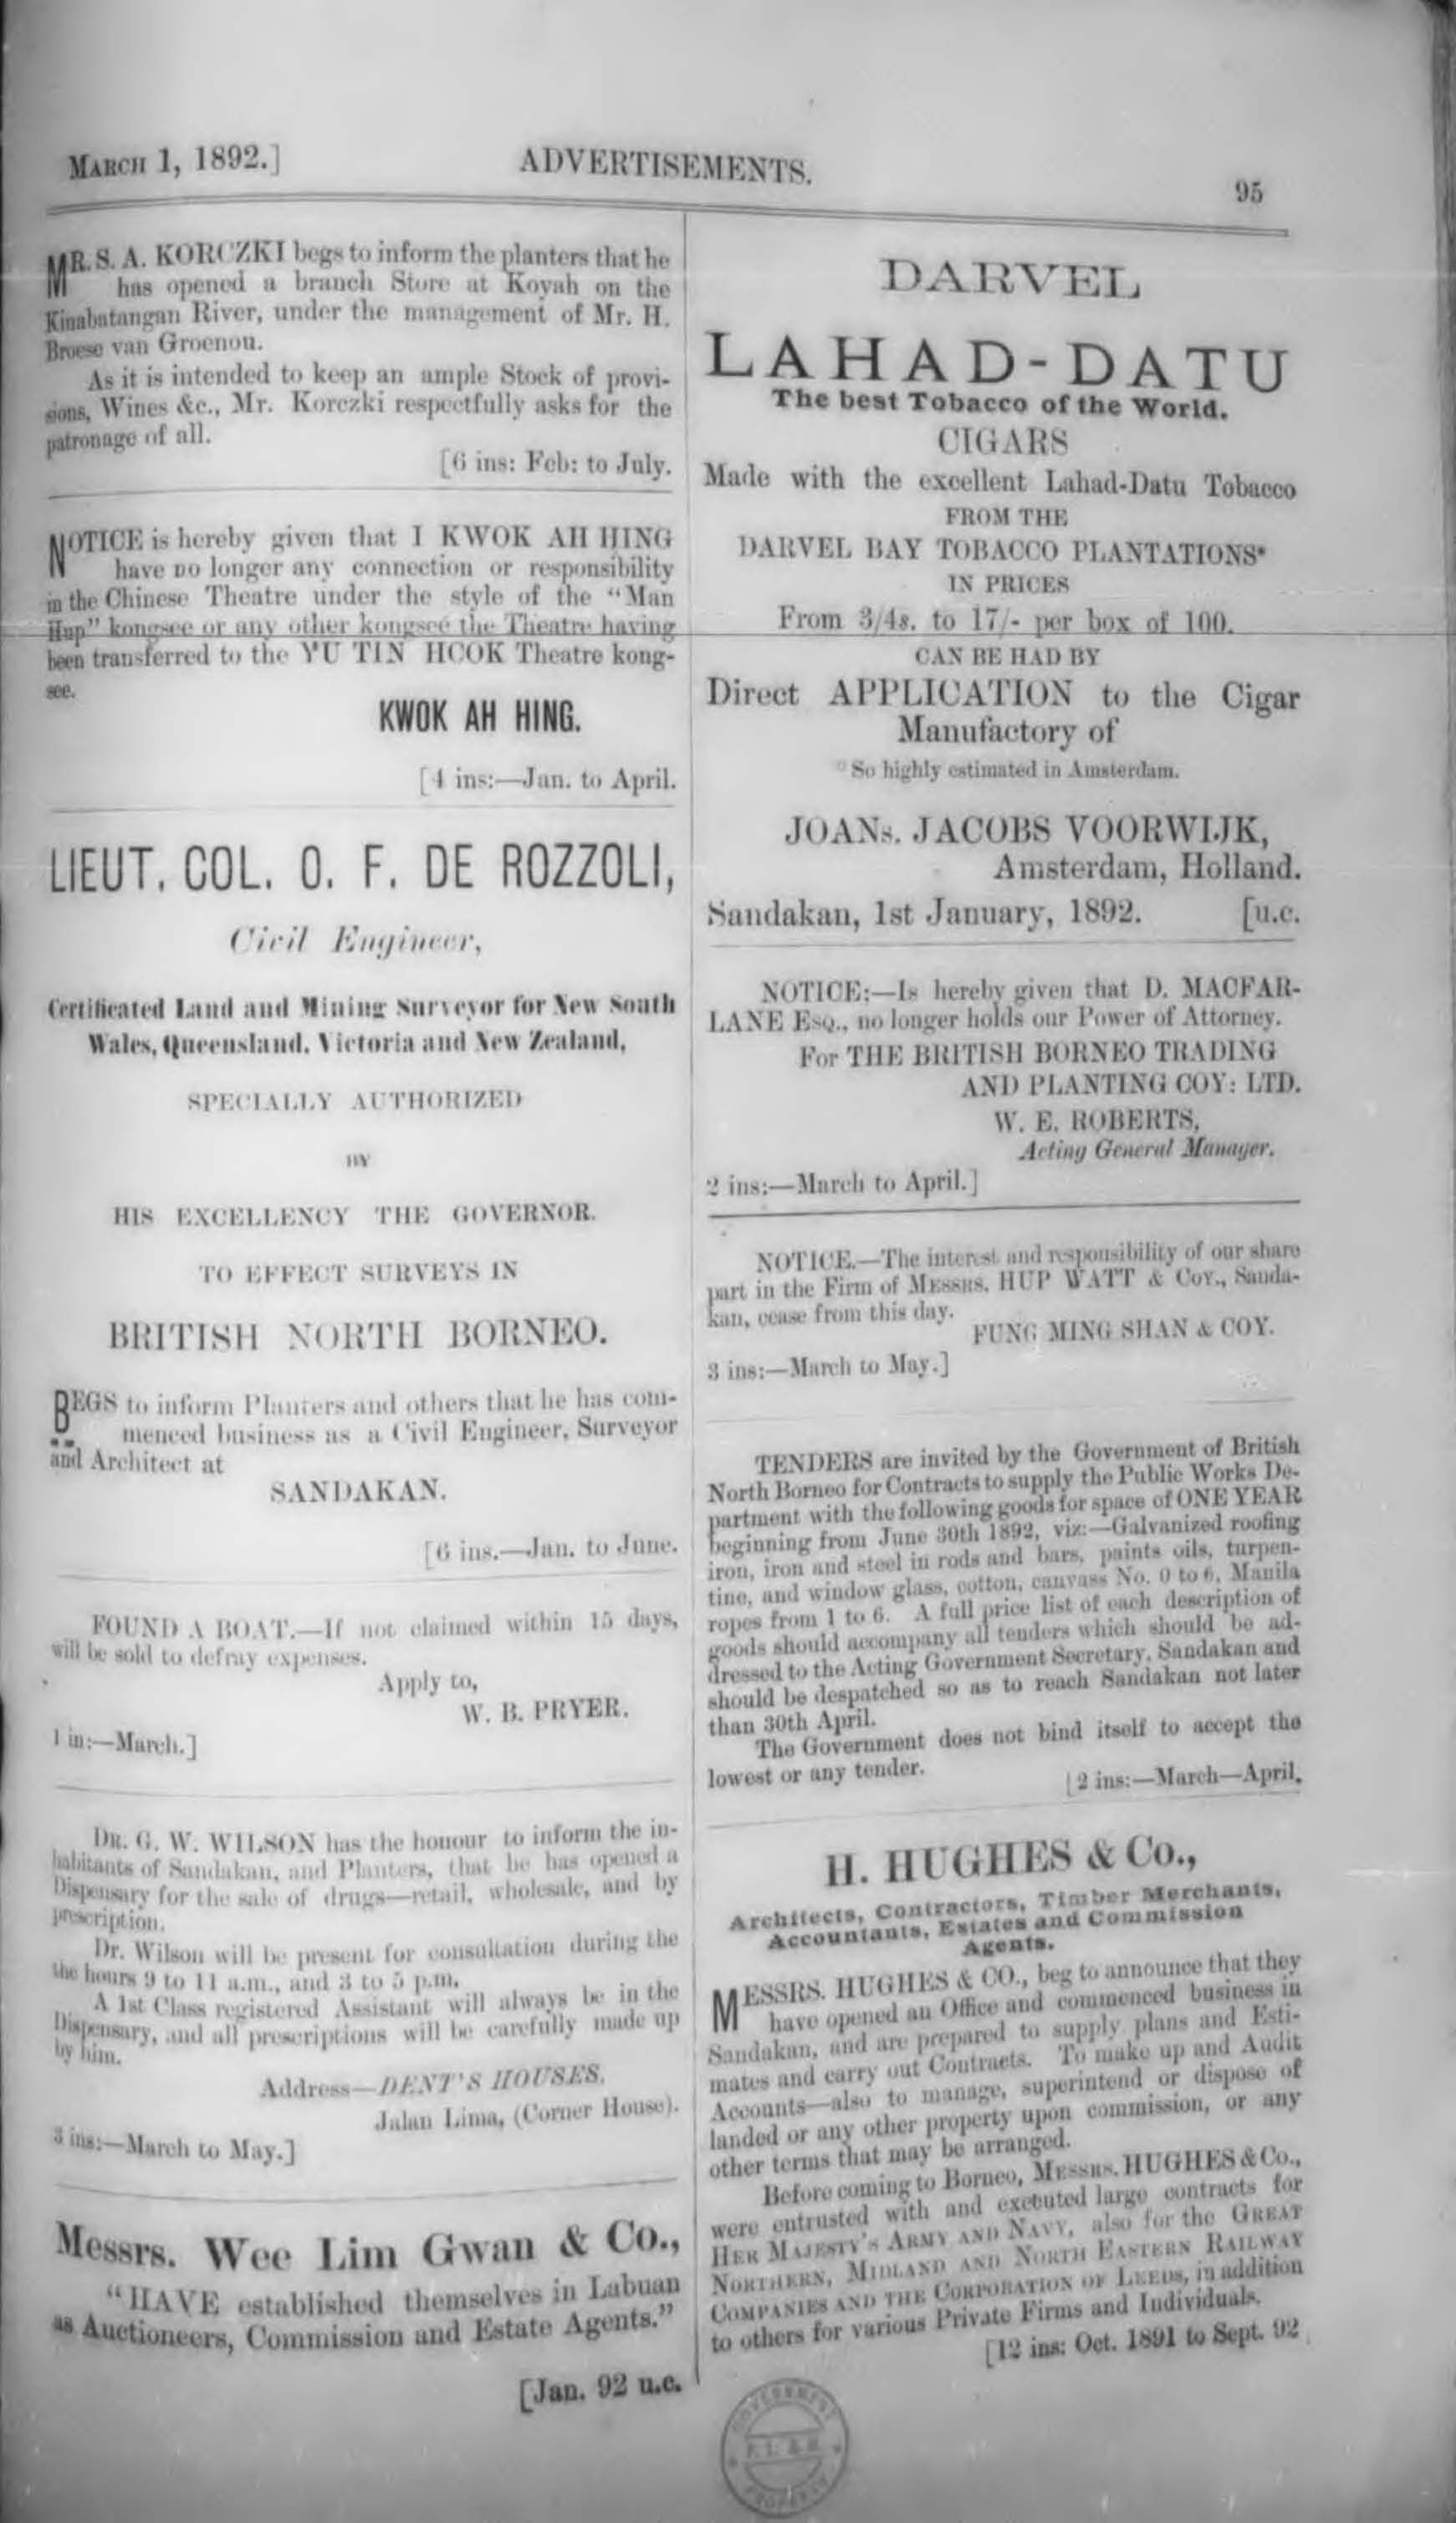 MARCH 1, 1892.]
ADVERTISEMENTS.
95
MR. S. A. KORCZKI begs to inform the planters that he
has opened a branch Store at Koyah on the
Kinabatangan River, under the management of Mr. H.
Broese van Groenou.
As it is intended to keep an ample Stock of provi-
sions, Wines &c., Mr. Korczki respectfully asks for the
patronage of all.
[6 ins: Feb: to July.
NOTICE is hereby given that I KWOK AH HING
have no longer any connection or responsibility
in the Chinese Theatre under the style of the "Man
Hup" kongsee or any other kongsee the Theatre having
been transferred to the YU TIN HCOK Theatre kong-
see.
KWOK AH HING.
[4 ins:—Jan. to April.
LIEUT. COL. O. F. DE ROZZOLI,
Civil Engineer,
Certificated Land and Mining Surveyor for New South
Wales, Queensland, Victoria and New Zealand,
SPECIALLY AUTHORIZED
BY
HIS EXCELLENCY THE GOVERNOR.
TO EFFECT SURVEYS IN
BRITISH NORTH BORNEO.
BEGS to inform Planters and others that he has com-
menced business as a Civil Engineer, Surveyor
and Architect at
SANDAKAN.
[6 ins.—Jan. to June.
FOUND A BOAT.—If not claimed within 15 days,
will be sold to defray expenses.
Apply to,
W. B. PRYER.
1 in:—March.]
DR. G. W. WILSON has the honour to inform the in-
habitants of Sandakan, and Planters, that he has opened a
Dispensary for the sale of drugs—retail, wholesale, and by
prescription.
Dr. Wilson will be present for consultation during the
the hours 9 to 11 a.m., and 3 to 5 p.m.
A 1st Class registered Assistant will always be in the
Dispensary, and all prescriptions will be carefully made up
by him.
Address—DENT'S HOUSES,
Jalan Lima, (Corner House).
3 ins:—March to May.]
Messrs. Wee Lim Gwan & Co.,
"HAVE established themselves in Labuan
as Auctioneers, Commission and Estate Agents."
[Jan. 92 u.c.
DARVEL
LAHAD-DATU
The best Tobacco of the World.
CIGARS
Made with the excellent Lahad-Datu Tobacco
FROM THE
DARVEL BAY TOBACCO PLANTATIONS*
IN PRICES
From 3/4s. to 17/- per box of 100.
CAN BE HAD BY
Direct APPLICATION to the Cigar
Manufactory of
*So highly estimated in Amsterdam.
JOANs. JACOBS VOORWIJK,
Amsterdam, Holland.
Sandakan, 1st January, 1892. [u.c.
NOTICE:—Is hereby given that D. MACFAR-
LANE ESQ., no longer holds our Power of Attorney.
For THE BRITISH BORNEO TRADING
AND PLANTING COY: LTD.
W. E. ROBERTS,
Acting General Manager.
2 ins:—March to April.]
NOTICE.—The interest and responsibility of our share
part in the Firm of MESSRS. HUP WATT & COY., Sanda-
kan, cease from this day.
FUNG MING SHAN & COY.
3 ins:—March to May.]
TENDERS are invited by the Government of British
North Borneo for Contracts to supply the Public Works De-
partment with the following goods for space of ONE YEAR
beginning from June 30th 1892, viz:—Galvanized roofing
iron, iron and steel in rods and bars, paints oils, turpen-
tine, and window glass, cotton, canvass No. 0 to 6, Manila
ropes from 1 to 6. A full price list of each description of
goods should accompany all tenders which should be ad-
dressed to the Acting Government Secretary, Sandakan and
should be despatched so as to reach Sandakan not later
than 30th April.
The Government does not bind itself to accept the
lowest or any tender.
[2 ins:—March—April.
H. HUGHES & Co.,
Architects, Contractors, Timber Merchants,
Accountants, Estates and Commission
Agents.
MESSRS. HUGHES & CO., beg to announce that they
have opened an Office and commenced business in
Sandakan, and are prepared to supply plans and Esti-
mates and carry out Contracts. To make up and Audit
Accounts—also to manage, superintend or dispose of
landed or any other property upon commission, or any
other terms that may be arranged.
Before coming to Borneo, MESSRS. HUGHES & Co.,
were entrusted with and executed large contracts for
HER MAJESTY'S ARMY AND NAVY, also for the GREAT
NORTHERN, MIDLAND AND NORTH EASTERN RAILWAY
COMPANIES AND THE CORPORATION OF LEEDS, in addition
to others for various Private Firms and Individuals.
[12 ins: Oct. 1891 to Sept. 92
GOVERNMENT
PROPERTY